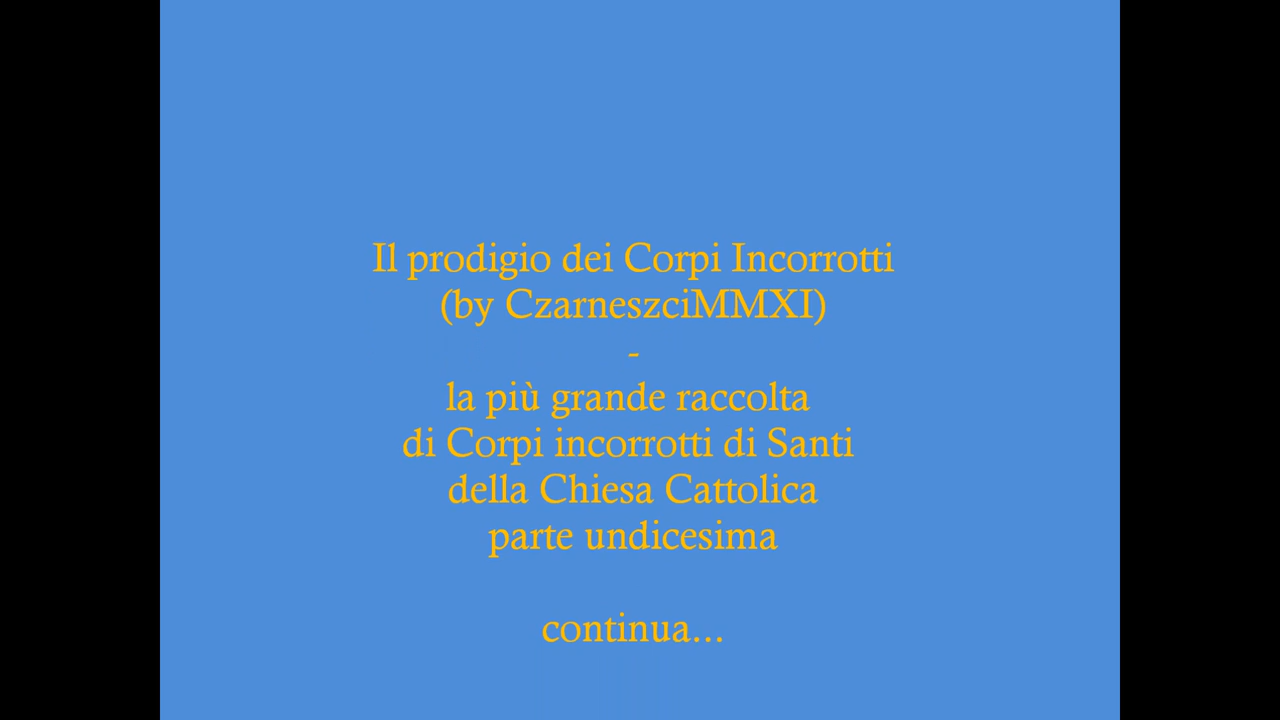 Il prodigio dei Corpi Incorrotti
(by CzarneszciMMXI)
-
la più grande raccolta
di Corpi incorrotti di Santi
della Chiesa Cattolica
parte undicesima
continua...